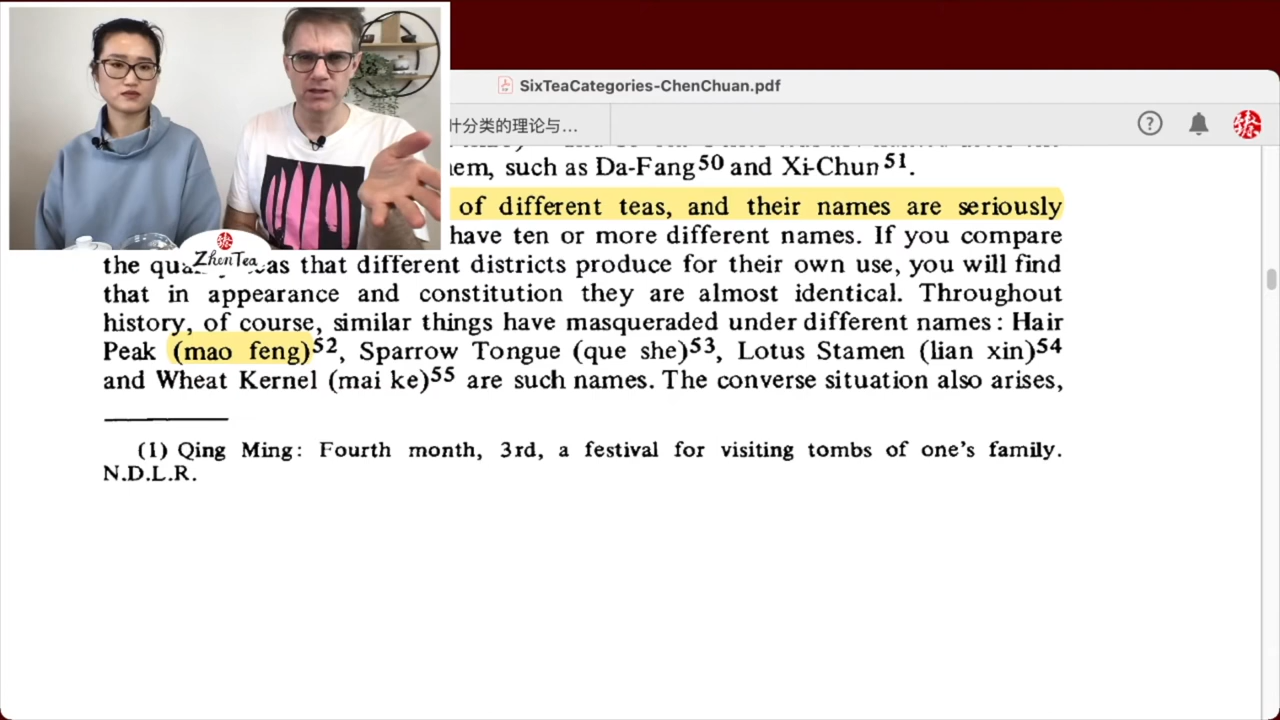 SixTeaCategories-ChenChuan.pdf
叶分类的理论与...
such as Da-Fang50 and Xi-Chun51.
of different teas, and their names are seriously
have ten or more different names. If you compare
the teas that different districts produce for their own use, you will find
that in appearance and constitution they are almost identical. Throughout
history, of course, similar things have masqueraded under different names: Hair
Peak (mao feng)52, Sparrow Tongue (que she)53, Lotus Stamen (lian xin)54
and Wheat Kernel (mai ke)55 are such names. The converse situation also arises,
(1) Qing Ming: Fourth month, 3rd, a festival for visiting tombs of one's family.
N.D.L.R.
ZhenTea